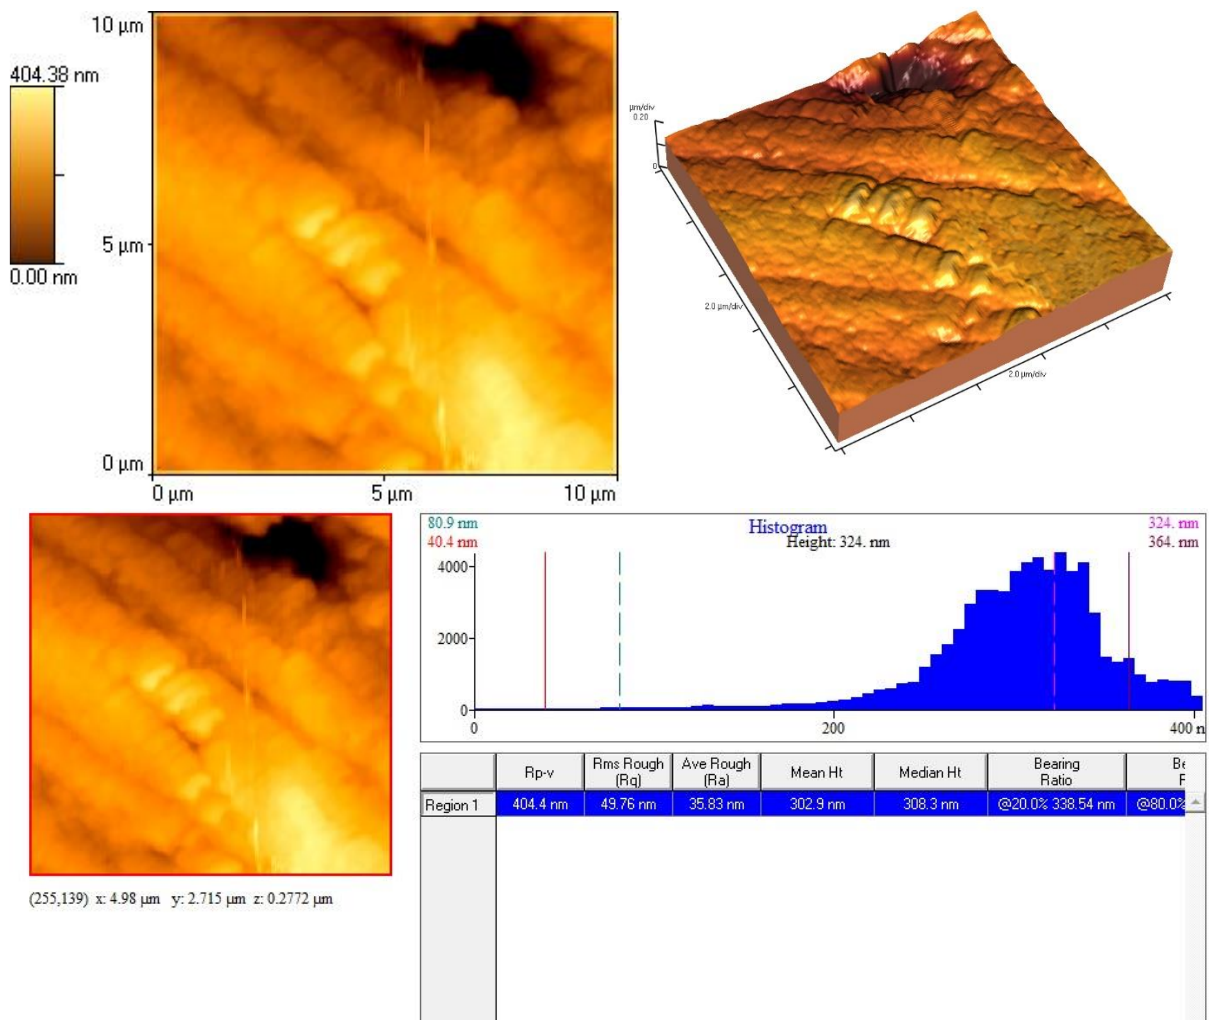 10 µm
404.38 nm
5 µm
0.00 nm
0 µm
0 µm
5 µm
10 µm
µm/div
0.20
0
2.0 µm/div
2.0 µm/div
80.9 nm
40.4 nm
Histogram
Height: 324. nm
324. nm
364. nm
4000
2000
0
0
200
400 n
Rp-v
Rms Rough (Rq)
Ave Rough (Ra)
Mean Ht
Median Ht
Bearing Ratio
Region 1
404.4 nm
49.76 nm
35.83 nm
302.9 nm
308.3 nm
@20.0% 338.54 nm
@80.0%
(255,139) x: 4.98 µm y: 2.715 µm z: 0.2772 µm